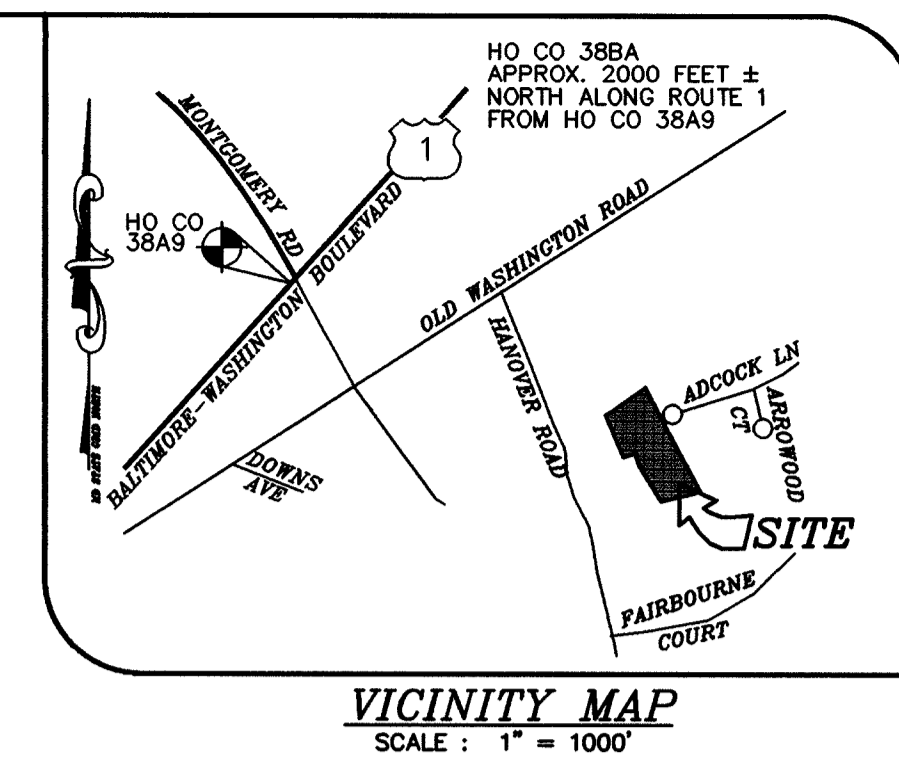 HO CO 38BA
APPROX. 2000 FEET ±
NORTH ALONG ROUTE 1
FROM HO CO 38A9
MONTGOMERY RD
1
HO CO
38A9
BALTIMORE-WASHINGTON BOULEVARD
OLD WASHINGTON ROAD
HANOVER ROAD
ADCOCK LN
ARROWOOD
CT
DOWNS
AVE
SITE
FAIRBOURNE
COURT
VICINITY MAP
SCALE : 1" = 1000'